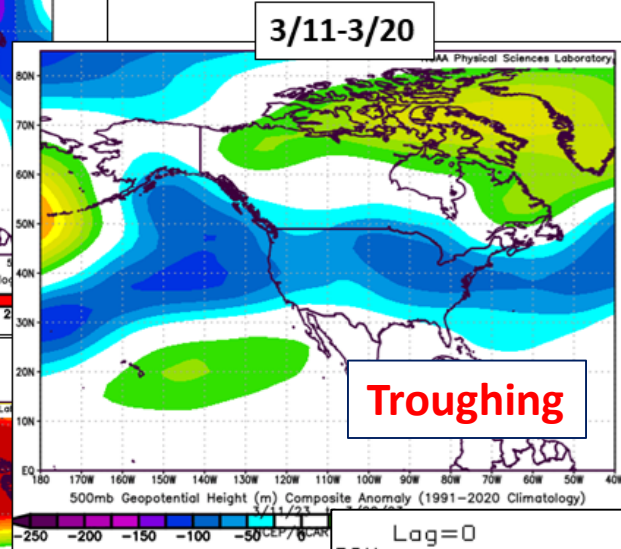 3/11-3/20
NOAA Physical Sciences Laboratory
80N
70N
60N
50N
40N
30N
20N
10N
EQ
Troughing
180 170W 160W 150W 140W 130W 120W 110W 100W 90W 80W 70W 60W 50W 40W
500mb Geopotential Height (m) Composite Anomaly (1991-2020 Climatology)
-250 -200 -150 -100 -50 0
Lag=0